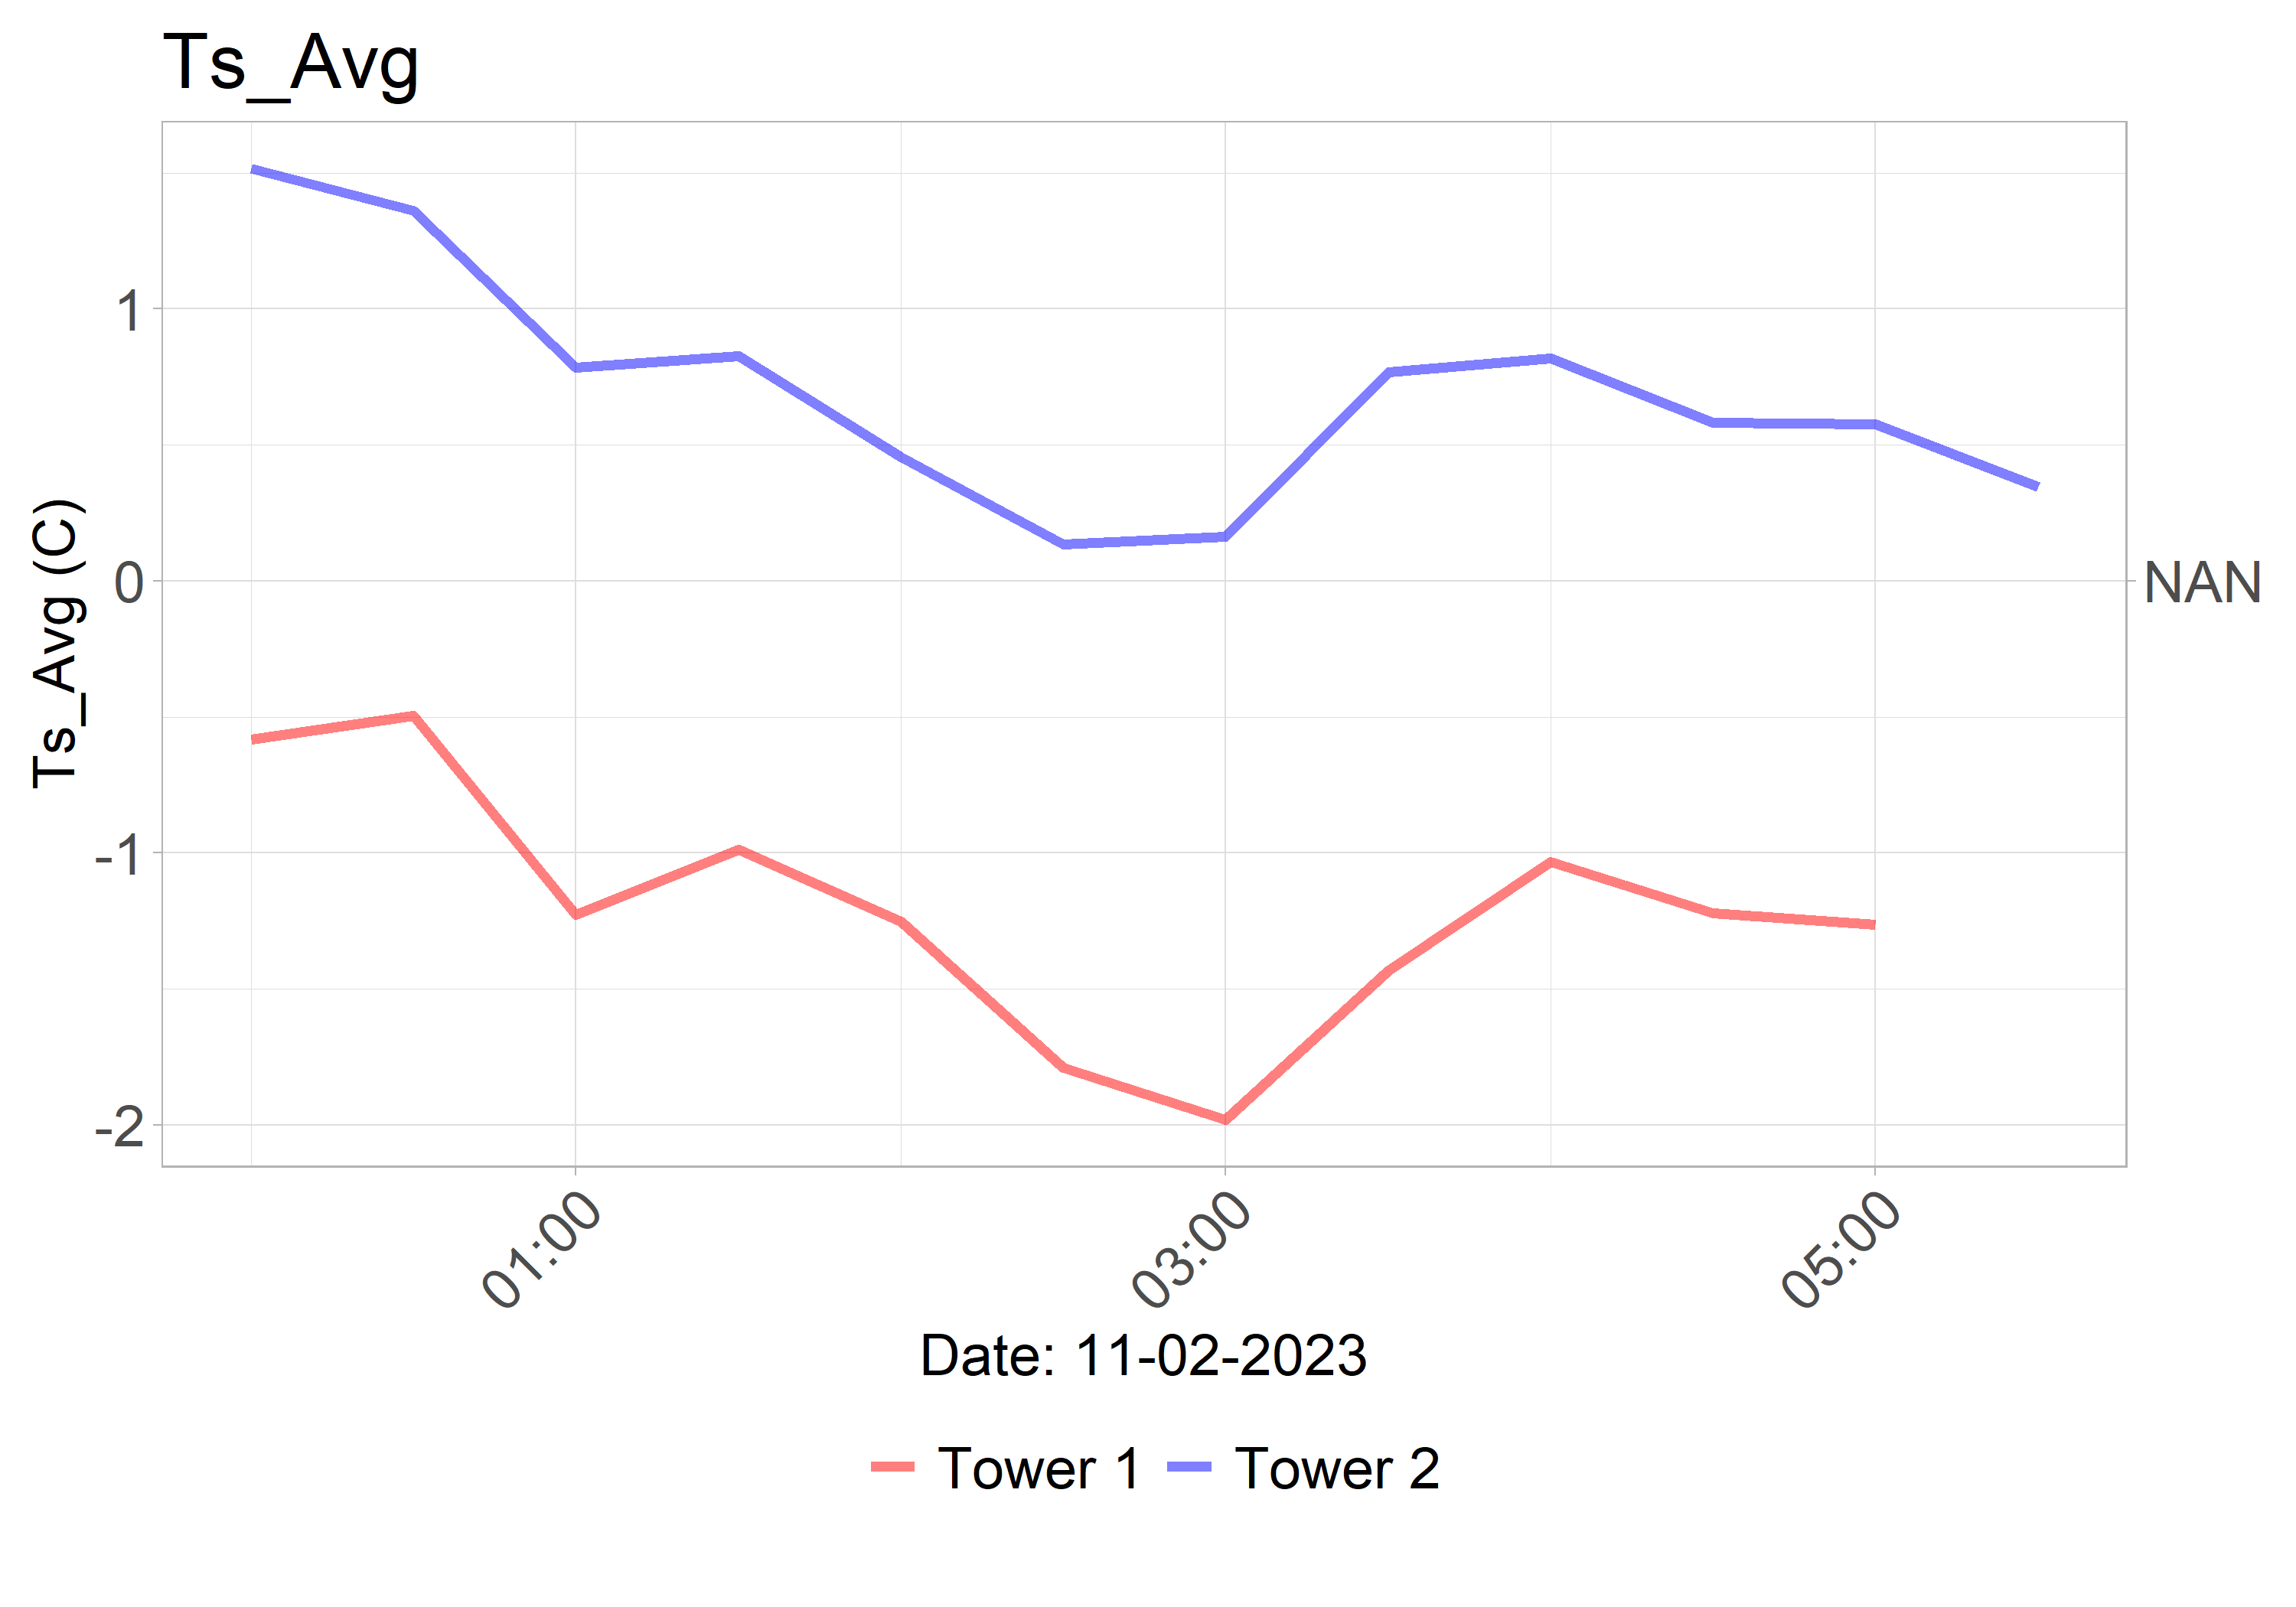 Ts_Avg
Ts_Avg (C)
1
0
-1
-2
NAN
01:00
03:00
05:00
Date: 11-02-2023
Tower 1
Tower 2